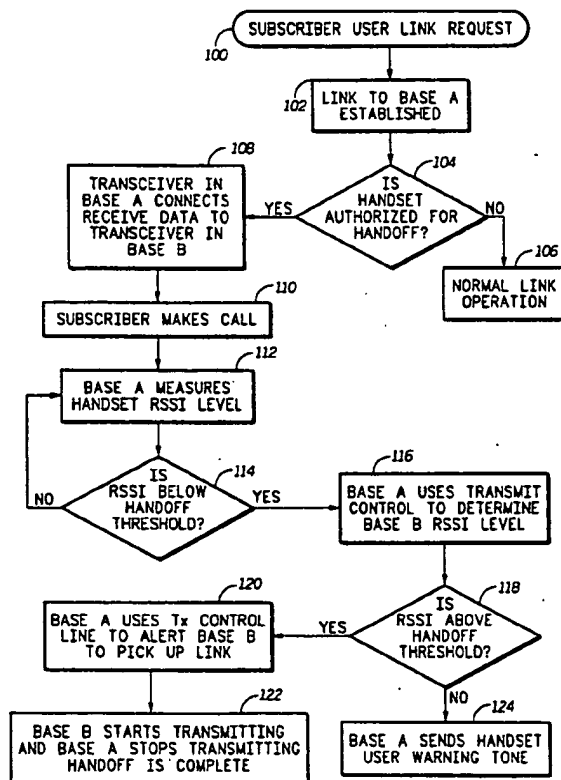 SUBSCRIBER USER LINK REQUEST
100
102
LINK TO BASE A
ESTABLISHED
104
IS
HANDSET
AUTHORIZED FOR
HANDOFF?
YES
NO
108
TRANSCEIVER IN
BASE A CONNECTS
RECEIVE DATA TO
TRANSCEIVER IN
BASE B
106
NORMAL LINK
OPERATION
110
SUBSCRIBER MAKES CALL
112
BASE A MEASURES
HANDSET RSSI LEVEL
114
IS
RSSI BELOW
HANDOFF
THRESHOLD?
NO
YES
116
BASE A USES TRANSMIT
CONTROL TO DETERMINE
BASE B RSSI LEVEL
118
IS
RSSI ABOVE
HANDOFF
THRESHOLD?
YES
NO
120
BASE A USES Tx CONTROL
LINE TO ALERT BASE B
TO PICK UP LINK
122
BASE B STARTS TRANSMITTING
AND BASE A STOPS TRANSMITTING
HANDOFF IS COMPLETE
124
BASE A SENDS HANDSET
USER WARNING TONE